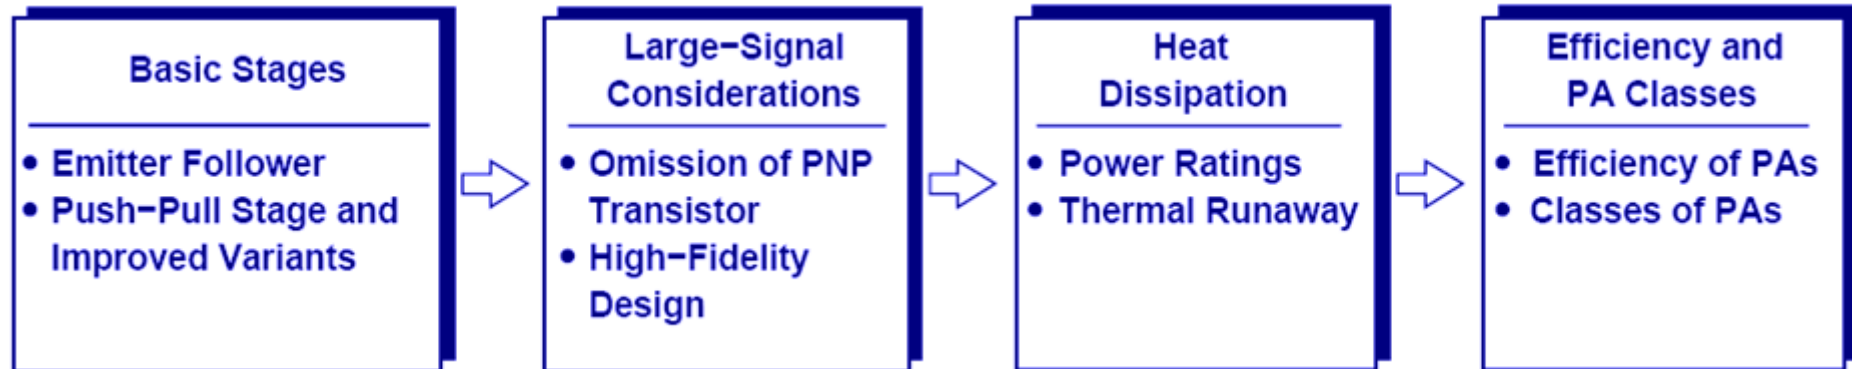 Basic Stages
• Emitter Follower
• Push−Pull Stage and
Improved Variants
Large−Signal
Considerations
• Omission of PNP
Transistor
• High−Fidelity
Design
Heat
Dissipation
• Power Ratings
• Thermal Runaway
Efficiency and
PA Classes
• Efficiency of PAs
• Classes of PAs